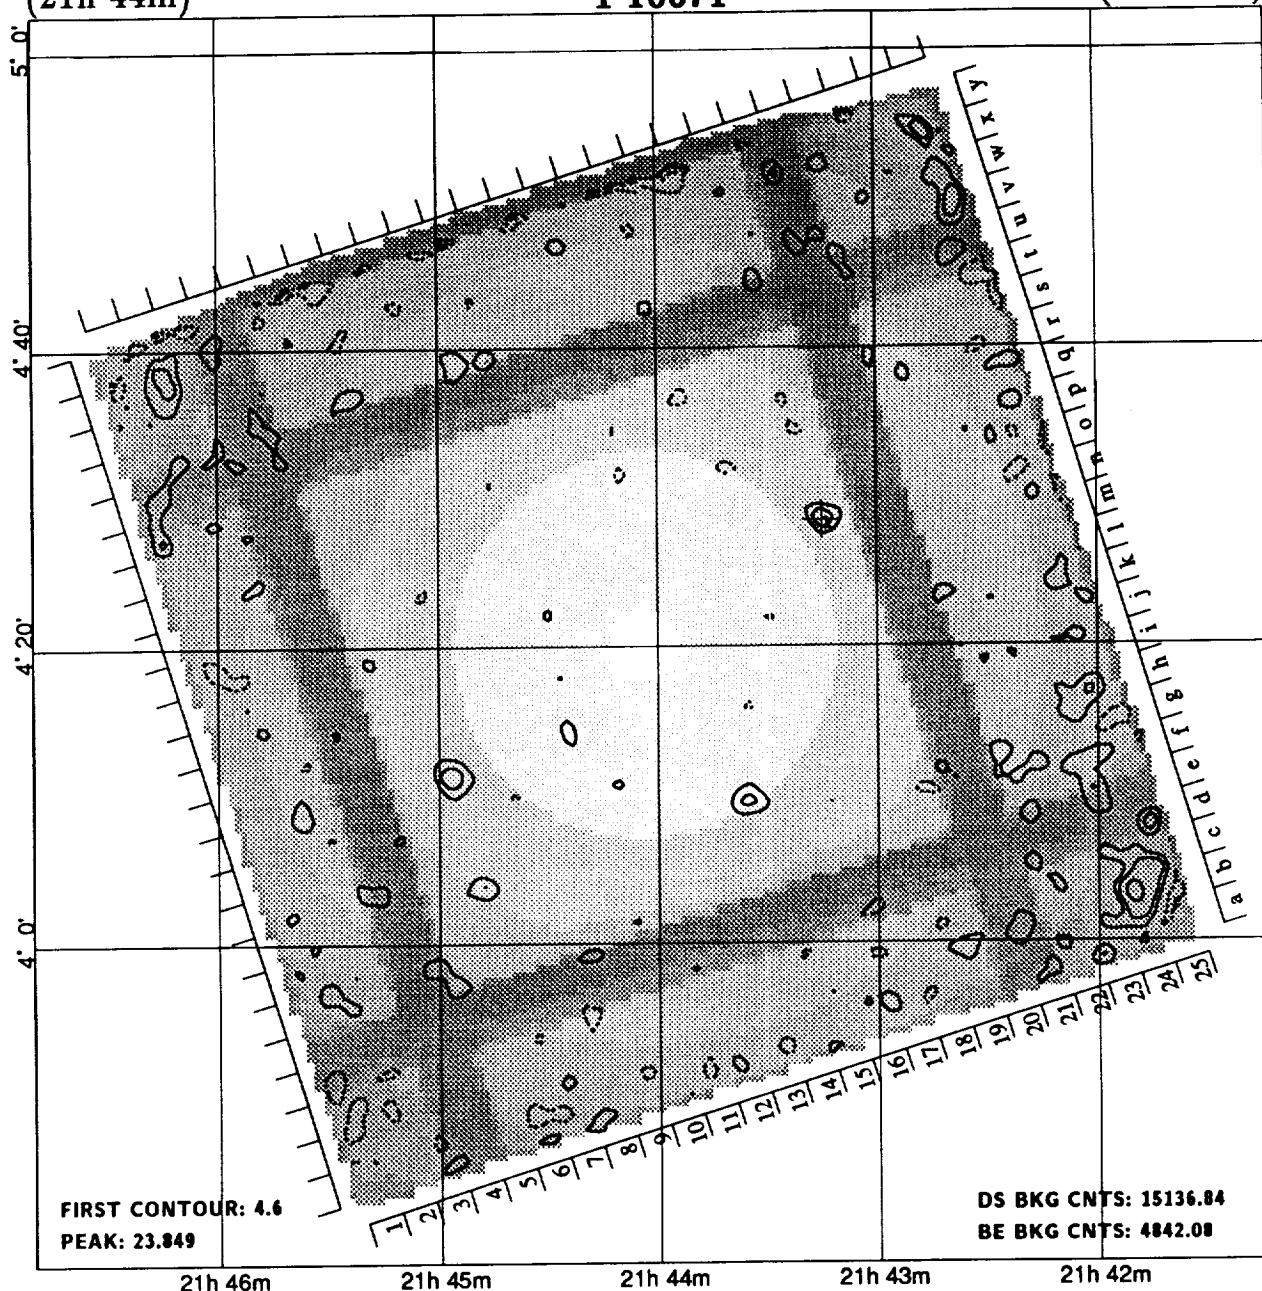 (21h 44m)
5° 0'
4° 40'
4° 20'
4° 0'
y
x
w
v
u
t
s
r
q
p
o
n
m
l
k
j
i
h
g
f
e
d
c
b
a
1 2 3 4 5 6 7 8 9 10 11 12 13 14 15 16 17 18 19 20 21 22 23 24 25
FIRST CONTOUR: 4.6
PEAK: 23.849
DS BKG CNTS: 15136.84
BE BKG CNTS: 4842.08
21h 46m 21h 45m 21h 44m 21h 43m 21h 42m